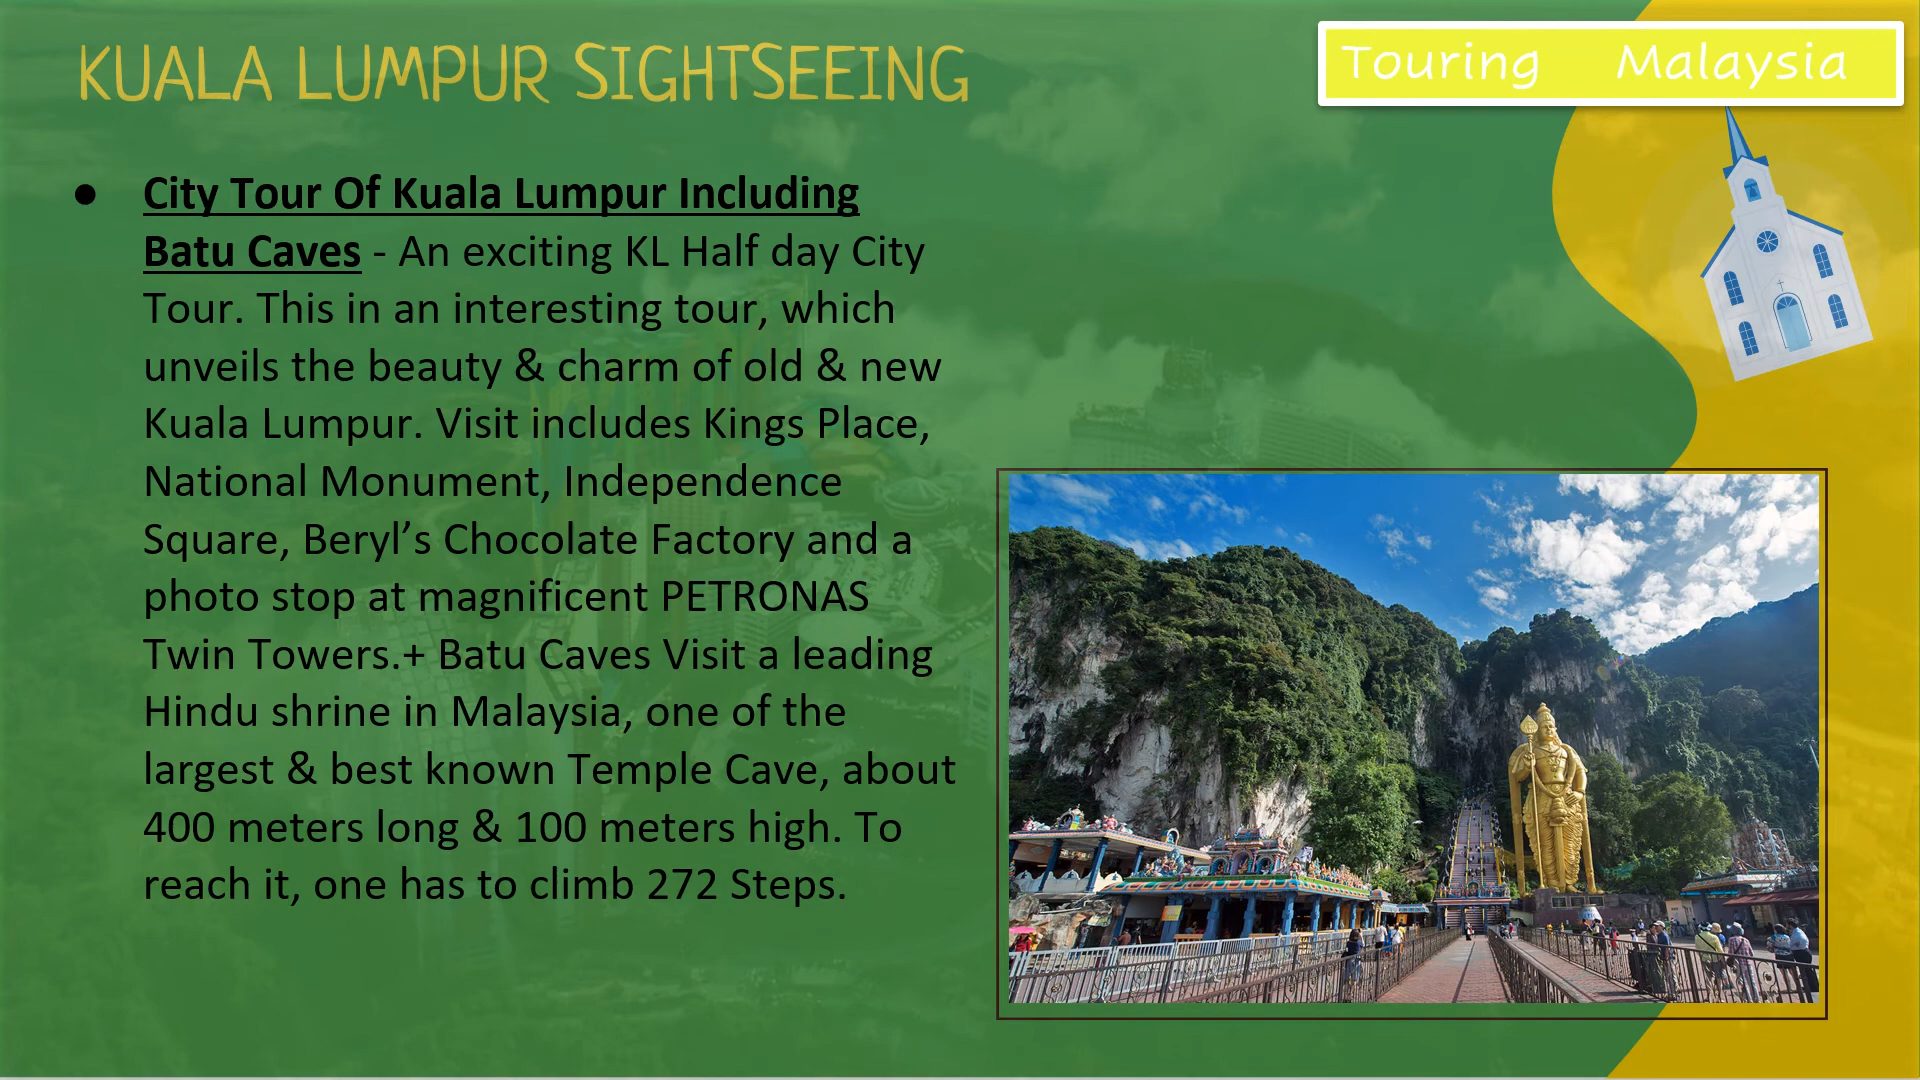 KUALA LUMPUR SIGHTSEEING
Touring Malaysia
● City Tour Of Kuala Lumpur Including
Batu Caves - An exciting KL Half day City
Tour. This in an interesting tour, which
unveils the beauty & charm of old & new
Kuala Lumpur. Visit includes Kings Place,
National Monument, Independence
Square, Beryl’s Chocolate Factory and a
photo stop at magnificent PETRONAS
Twin Towers.+ Batu Caves Visit a leading
Hindu shrine in Malaysia, one of the
largest & best known Temple Cave, about
400 meters long & 100 meters high. To
reach it, one has to climb 272 Steps.